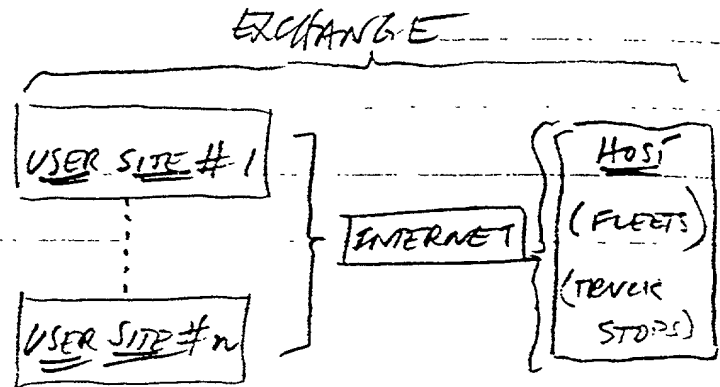 EXCHANGE
USER SITE #1
USER SITE #n
INTERNET
HOST
(FLEETS)
(TRUCK
STOPS)